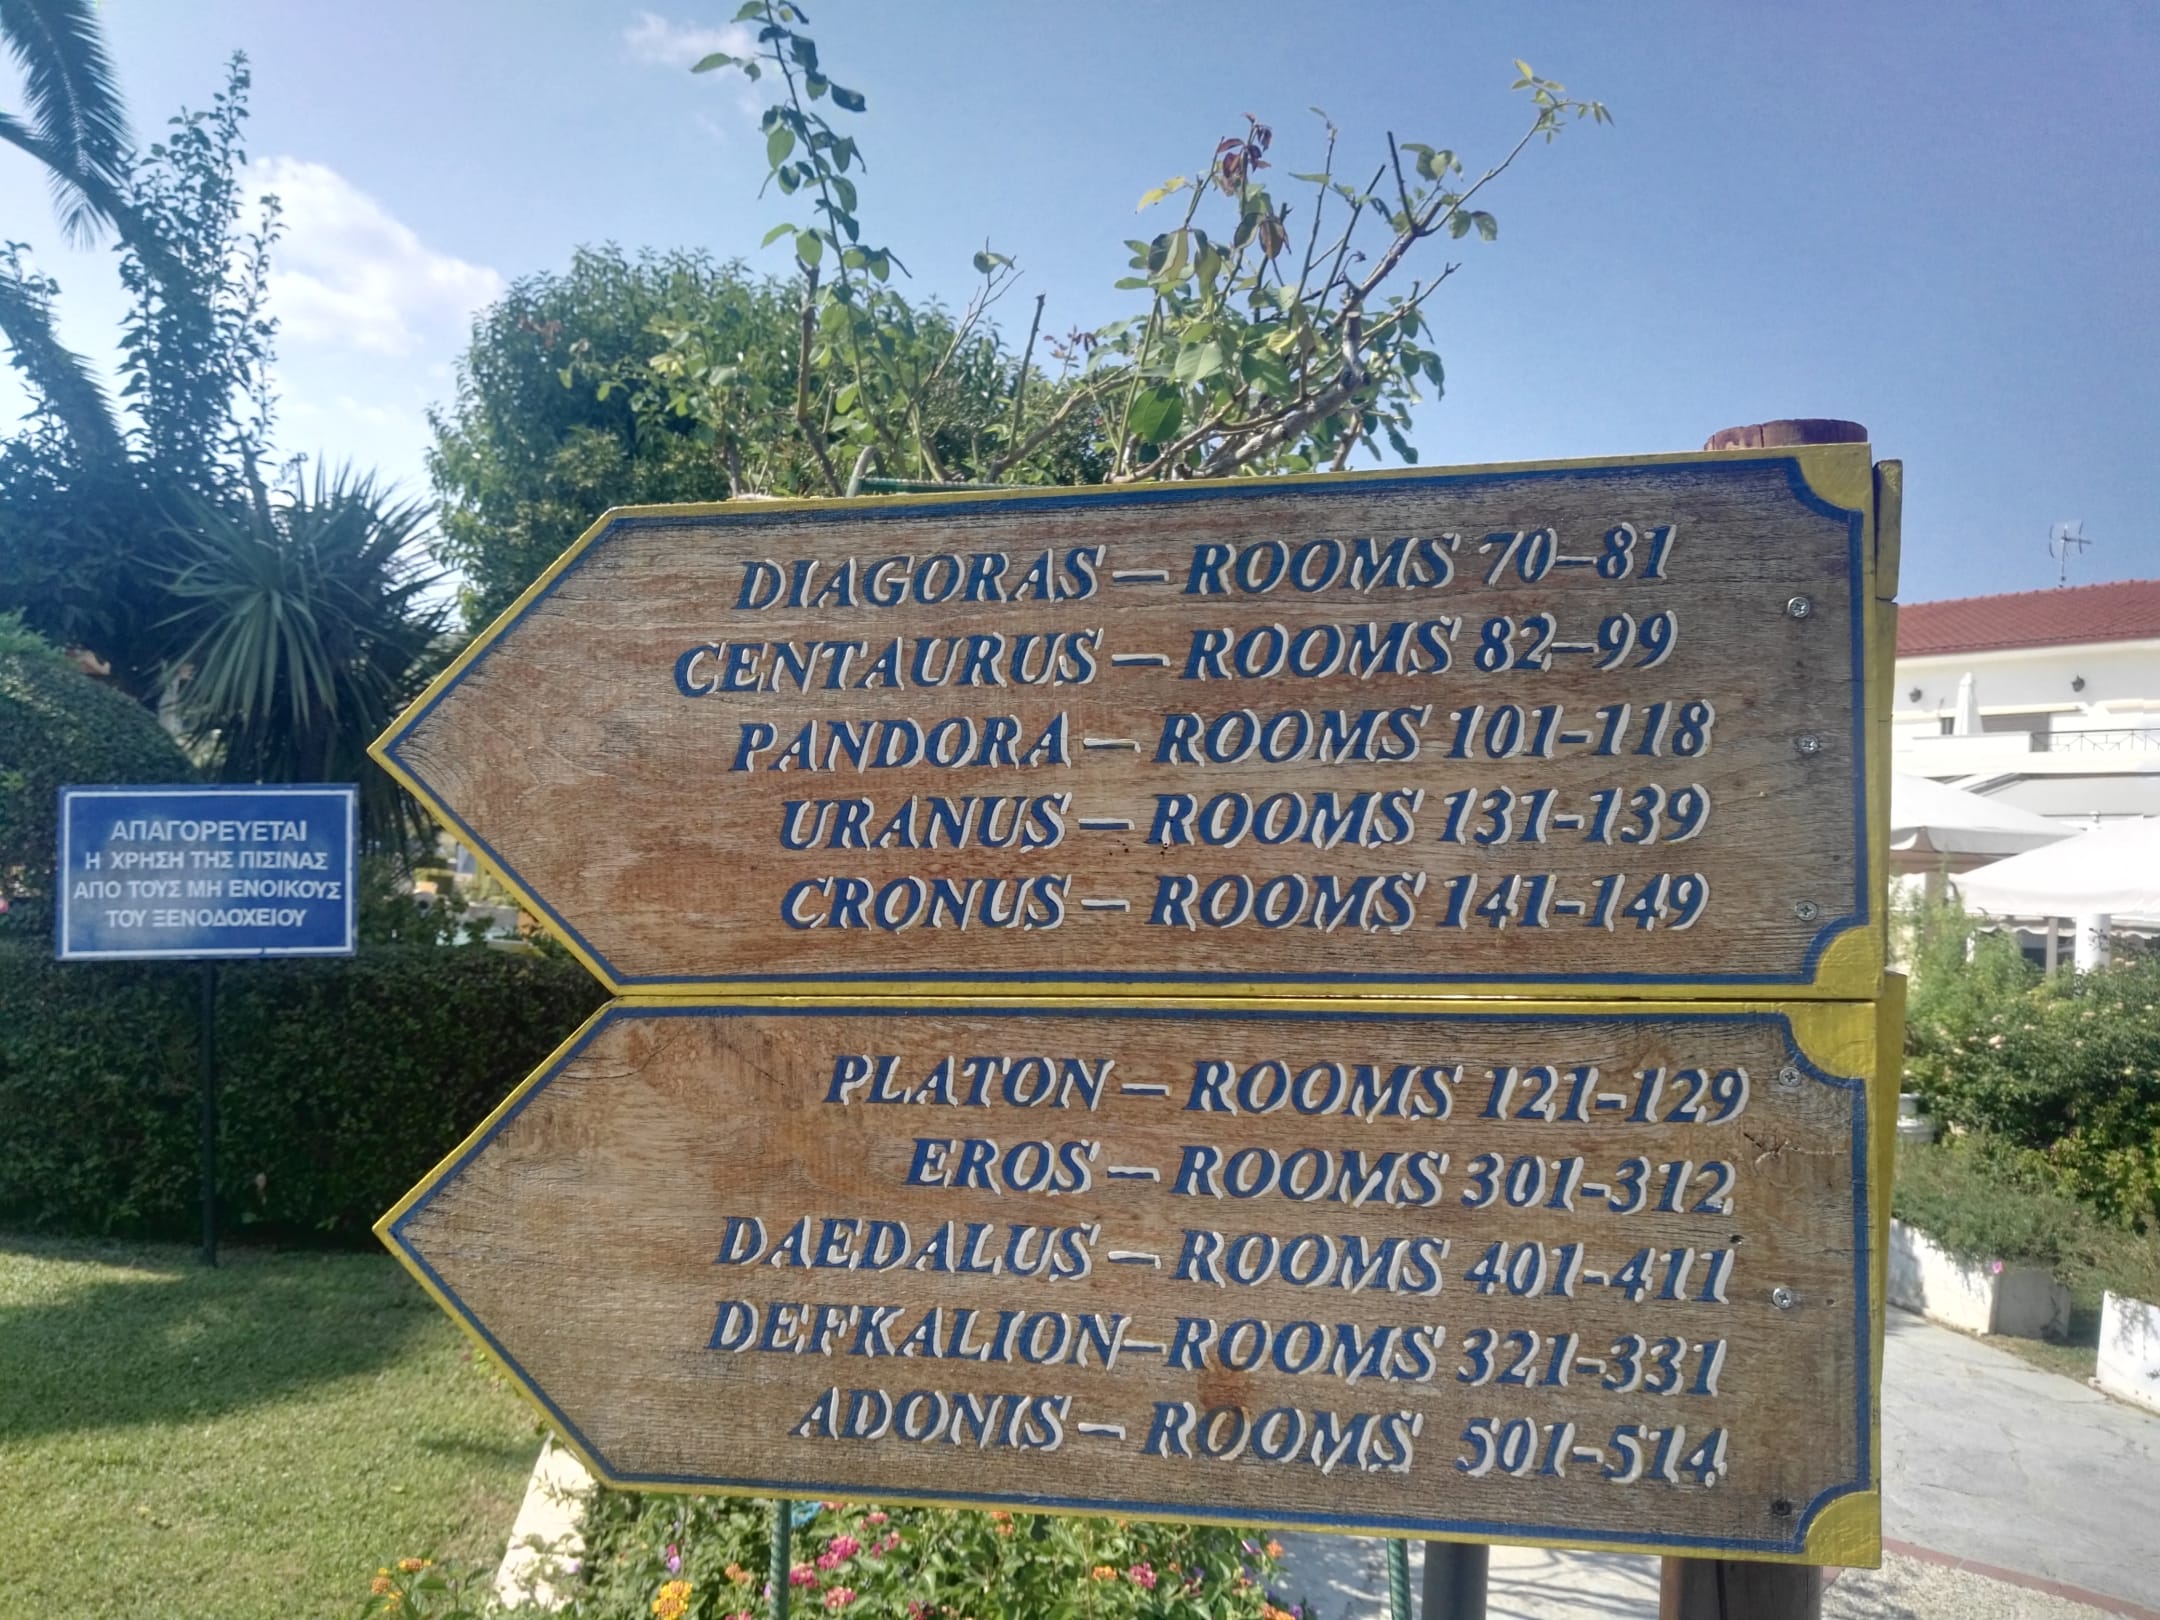 DIAGORAS – ROOMS 70–81
CENTAURUS – ROOMS 82–99
PANDORA – ROOMS 101-118
URANUS – ROOMS 131-139
CRONUS – ROOMS 141-149
PLATON – ROOMS 121-129
EROS – ROOMS 301-312
DAEDALUS – ROOMS 401-411
DEFKALION–ROOMS 321-331
ADONIS – ROOMS 501-514
ΑΠΑΓΟΡΕΥΕΤΑΙ
Η ΧΡΗΣΗ ΤΗΣ ΠΙΣΙΝΑΣ
ΑΠΟ ΤΟΥΣ ΜΗ ΕΝΟΙΚΟΥΣ
ΤΟΥ ΞΕΝΟΔΟΧΕΙΟΥ